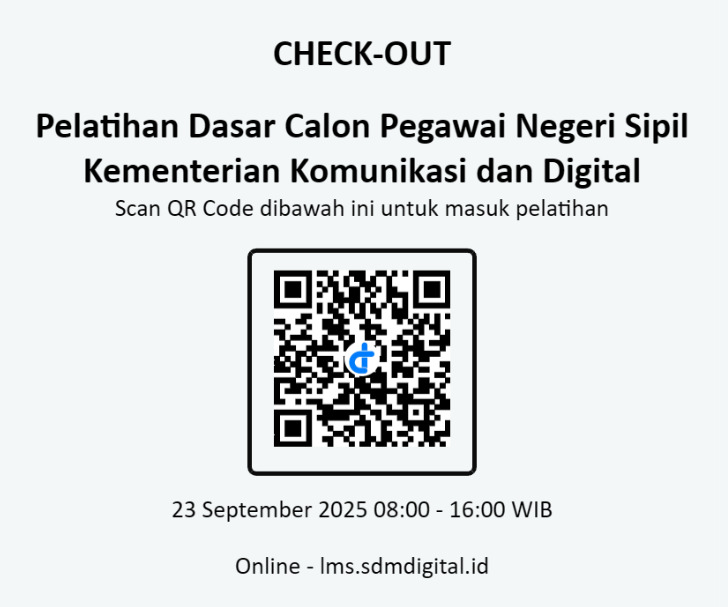 CHECK-OUT
Pelatihan Dasar Calon Pegawai Negeri Sipil
Kementerian Komunikasi dan Digital
Scan QR Code dibawah ini untuk masuk pelatihan
23 September 2025 08:00 - 16:00 WIB
Online - lms.sdmdigital.id